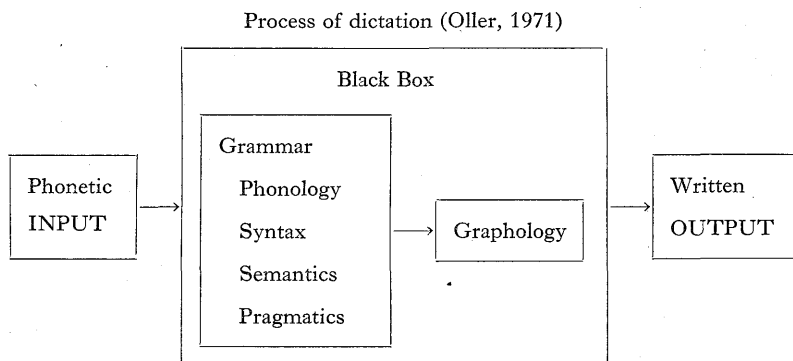 Process of dictation (Oller, 1971)
Black Box
Phonetic
INPUT
Grammar
Phonology
Syntax
Semantics
Pragmatics
Graphology
Written
OUTPUT